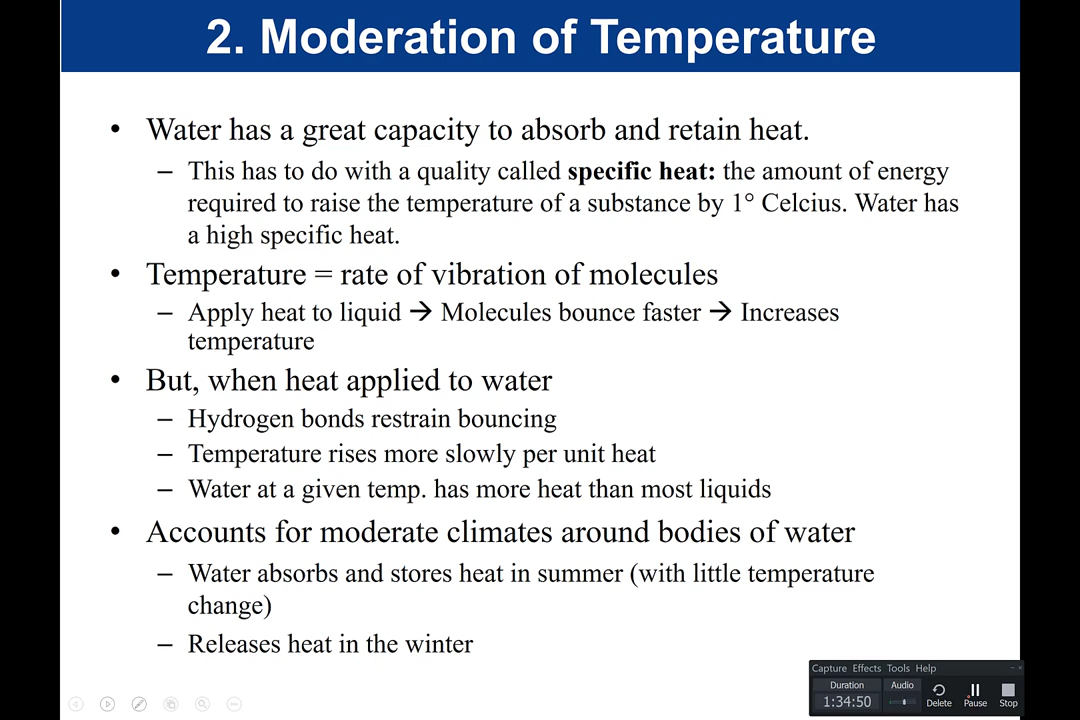 2. Moderation of Temperature
• Water has a great capacity to absorb and retain heat.
– This has to do with a quality called specific heat: the amount of energy
required to raise the temperature of a substance by 1° Celcius. Water has
a high specific heat.
• Temperature = rate of vibration of molecules
– Apply heat to liquid → Molecules bounce faster → Increases
temperature
• But, when heat applied to water
– Hydrogen bonds restrain bouncing
– Temperature rises more slowly per unit heat
– Water at a given temp. has more heat than most liquids
• Accounts for moderate climates around bodies of water
– Water absorbs and stores heat in summer (with little temperature
change)
– Releases heat in the winter
Capture Effects Tools Help
Duration Audio
1:34:50 Delete Pause Stop